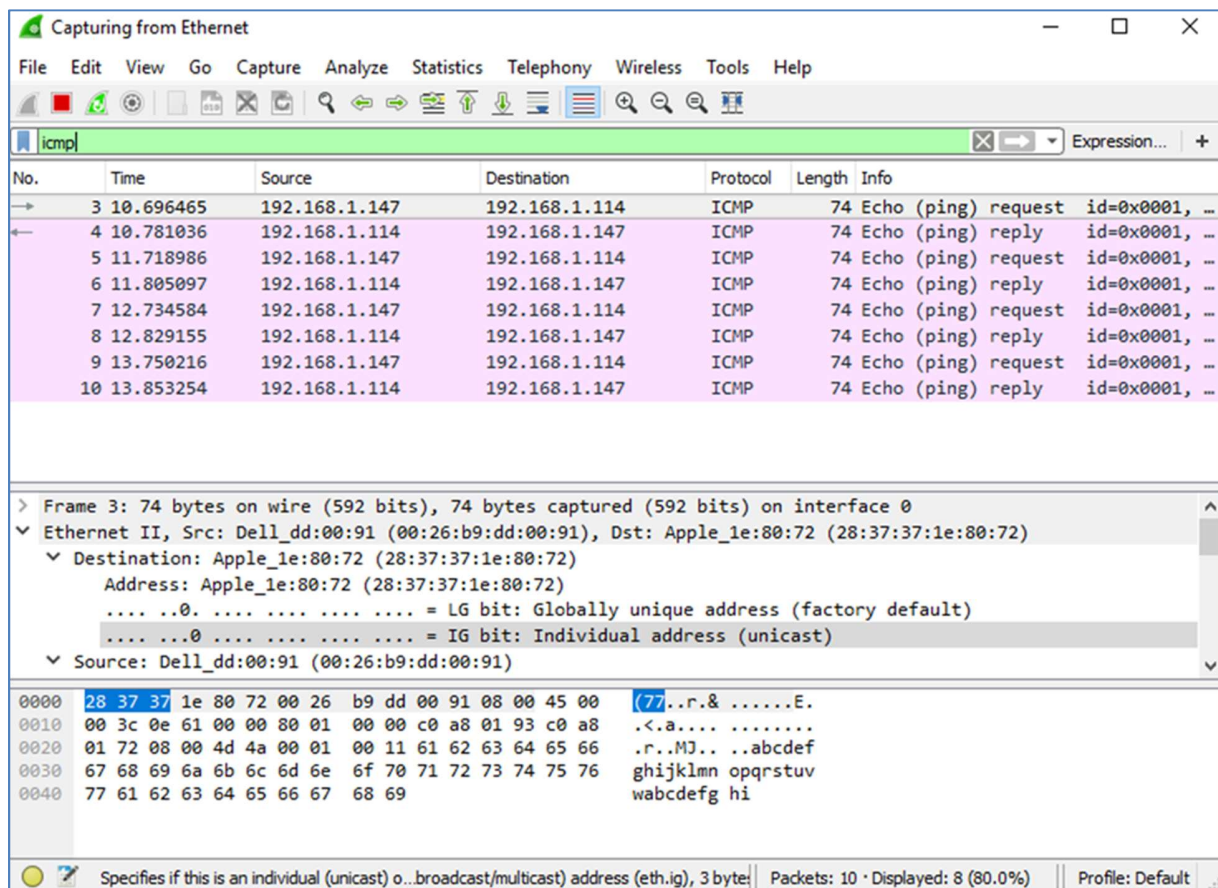 Capturing from Ethernet
File Edit View Go Capture Analyze Statistics Telephony Wireless Tools Help
icmp Expression... +
No. Time Source Destination Protocol Length Info
3 10.696465 192.168.1.147 192.168.1.114 ICMP 74 Echo (ping) request id=0x0001, …
4 10.781036 192.168.1.114 192.168.1.147 ICMP 74 Echo (ping) reply id=0x0001, …
5 11.718986 192.168.1.147 192.168.1.114 ICMP 74 Echo (ping) request id=0x0001, …
6 11.805097 192.168.1.114 192.168.1.147 ICMP 74 Echo (ping) reply id=0x0001, …
7 12.734584 192.168.1.147 192.168.1.114 ICMP 74 Echo (ping) request id=0x0001, …
8 12.829155 192.168.1.114 192.168.1.147 ICMP 74 Echo (ping) reply id=0x0001, …
9 13.750216 192.168.1.147 192.168.1.114 ICMP 74 Echo (ping) request id=0x0001, …
10 13.853254 192.168.1.114 192.168.1.147 ICMP 74 Echo (ping) reply id=0x0001, …
Frame 3: 74 bytes on wire (592 bits), 74 bytes captured (592 bits) on interface 0
Ethernet II, Src: Dell_dd:00:91 (00:26:b9:dd:00:91), Dst: Apple_1e:80:72 (28:37:37:1e:80:72)
Destination: Apple_1e:80:72 (28:37:37:1e:80:72)
Address: Apple_1e:80:72 (28:37:37:1e:80:72)
.... ..0. .... .... .... .... = LG bit: Globally unique address (factory default)
.... ...0 .... .... .... .... = IG bit: Individual address (unicast)
Source: Dell_dd:00:91 (00:26:b9:dd:00:91)
0000 28 37 37 1e 80 72 00 26 b9 dd 00 91 08 00 45 00 (77..r.& ......E.
0010 00 3c 0e 61 00 00 80 01 00 00 c0 a8 01 93 c0 a8 .<.a.... ........
0020 01 72 08 00 4d 4a 00 01 00 11 61 62 63 64 65 66 .r..MJ.. ..abcdef
0030 67 68 69 6a 6b 6c 6d 6e 6f 70 71 72 73 74 75 76 ghijklmn opqrstuv
0040 77 61 62 63 64 65 66 67 68 69 wabcdefg hi
Specifies if this is an individual (unicast) o...broadcast/multicast) address (eth.ig), 3 byte Packets: 10 · Displayed: 8 (80.0%) Profile: Default